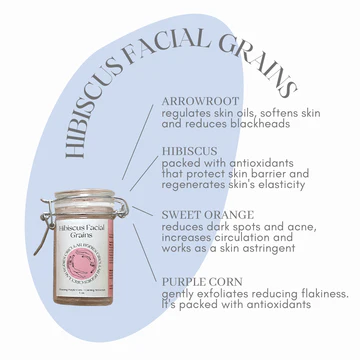 HIBISCUS FACIAL GRAINS
ARROWROOT
regulates skin oils, softens skin
and reduces blackheads
HIBISCUS
packed with antioxidants
that protect skin barrier and
regenerates skin's elasticity
SWEET ORANGE
reduces dark spots and acne,
increases circulation and
works as a skin astringent
PURPLE CORN
gently exfoliates reducing flakiness.
It's packed with antioxidants
Hibiscus Facial
Grains